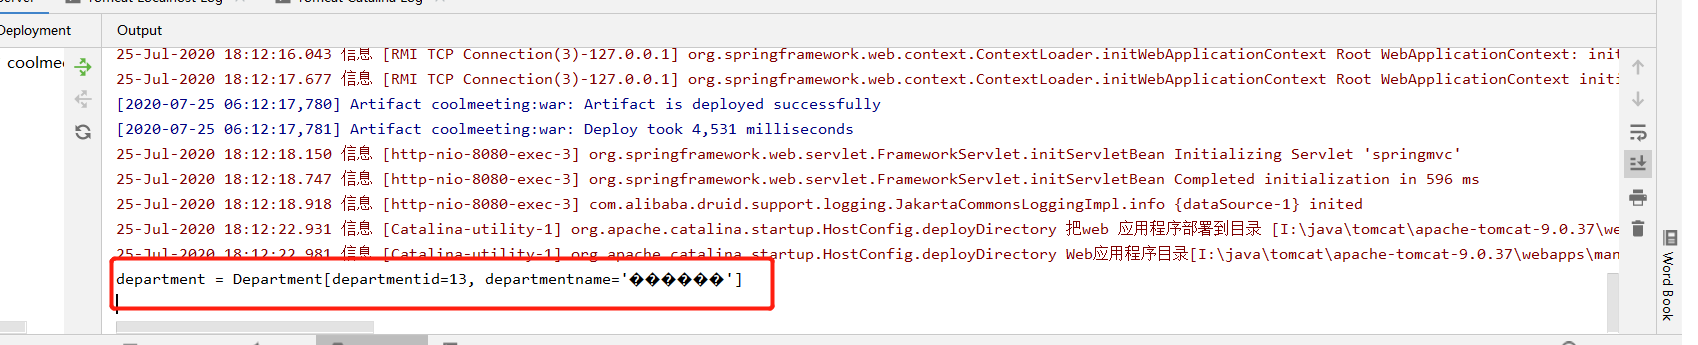 Tomcat Localhost Log
Tomcat Catalina Log
Deployment
Output
coolmee
25-Jul-2020 18:12:16.043 信息 [RMI TCP Connection(3)-127.0.0.1] org.springframework.web.context.ContextLoader.initWebApplicationContext Root WebApplicationContext: init
25-Jul-2020 18:12:17.677 信息 [RMI TCP Connection(3)-127.0.0.1] org.springframework.web.context.ContextLoader.initWebApplicationContext Root WebApplicationContext initi
[2020-07-25 06:12:17,780] Artifact coolmeeting:war: Artifact is deployed successfully
[2020-07-25 06:12:17,781] Artifact coolmeeting:war: Deploy took 4,531 milliseconds
25-Jul-2020 18:12:18.150 信息 [http-nio-8080-exec-3] org.springframework.web.servlet.FrameworkServlet.initServletBean Initializing Servlet 'springmvc'
25-Jul-2020 18:12:18.747 信息 [http-nio-8080-exec-3] org.springframework.web.servlet.FrameworkServlet.initServletBean Completed initialization in 596 ms
25-Jul-2020 18:12:18.918 信息 [http-nio-8080-exec-3] com.alibaba.druid.support.logging.JakartaCommonsLoggingImpl.info {dataSource-1} inited
25-Jul-2020 18:12:22.931 信息 [Catalina-utility-1] org.apache.catalina.startup.HostConfig.deployDirectory 把web 应用程序部署到目录 [I:\java\tomcat\apache-tomcat-9.0.37\we
25-Jul-2020 18:12:22.981 信息 [Catalina-utility-1] org.apache.catalina.startup.HostConfig.deployDirectory Web应用程序目录[I:\java\tomcat\apache-tomcat-9.0.37\webapps\man
department = Department[departmentid=13, departmentname='������']
Word Book